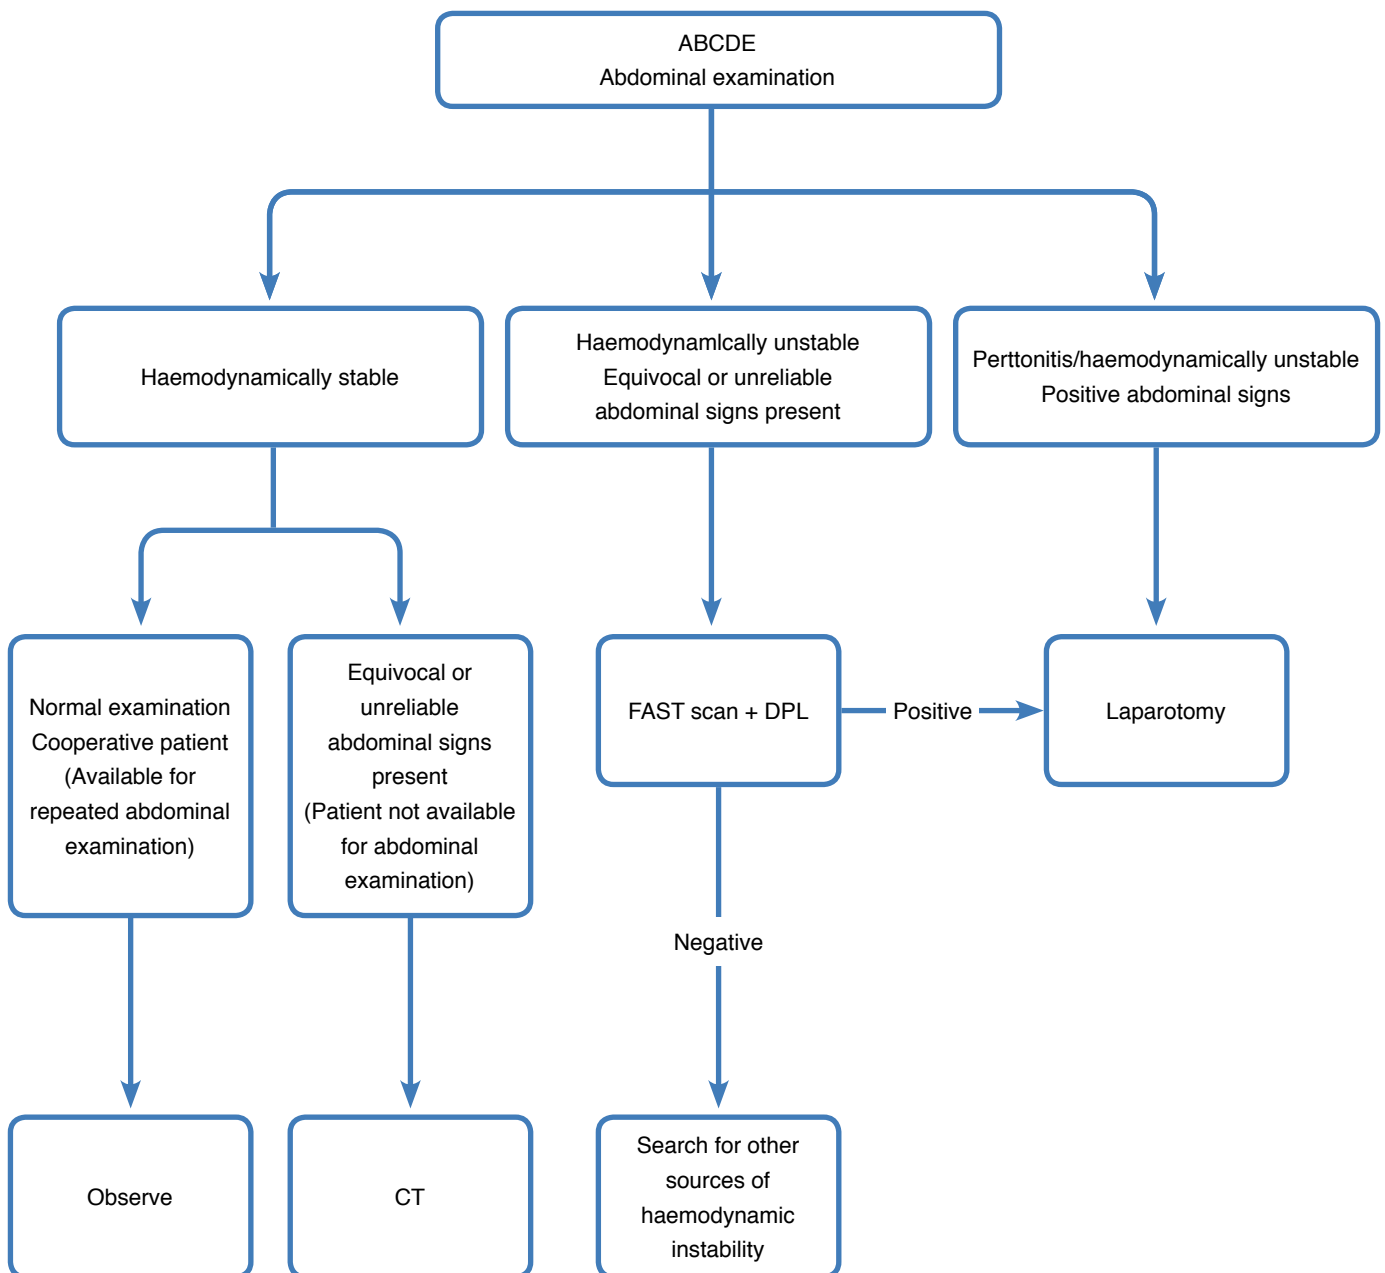 ABCDE
Abdominal examination
Haemodynamically stable
Haemodynamlcally unstable
Equivocal or unreliable
abdominal signs present
Perttonitis/haemodynamically unstable
Positive abdominal signs
Normal examination
Cooperative patient
(Available for
repeated abdominal
examination)
Equivocal or
unreliable
abdominal signs
present
(Patient not available
for abdominal
examination)
FAST scan + DPL
Positive
Laparotomy
Negative
Observe
CT
Search for other
sources of
haemodynamic
instability